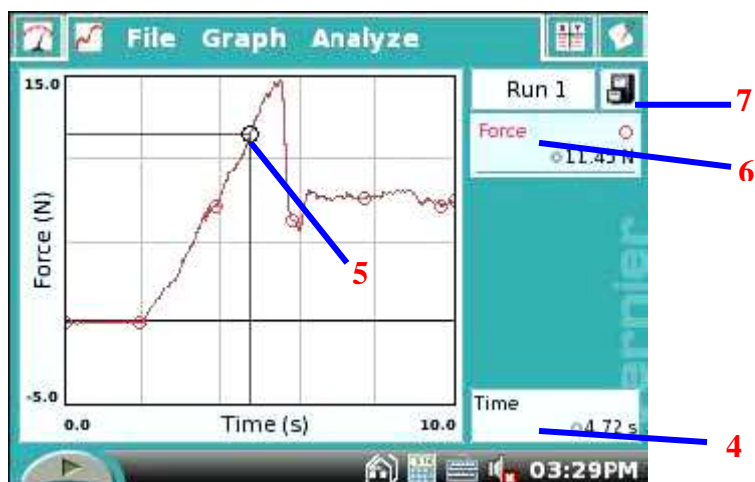 File Graph Analyze
15.0
Run 1
7
Force
11.45 N
6
Force (N)
5
-5.0
0.0
Time (s)
10.0
Time
4.72 s
4
03:29PM